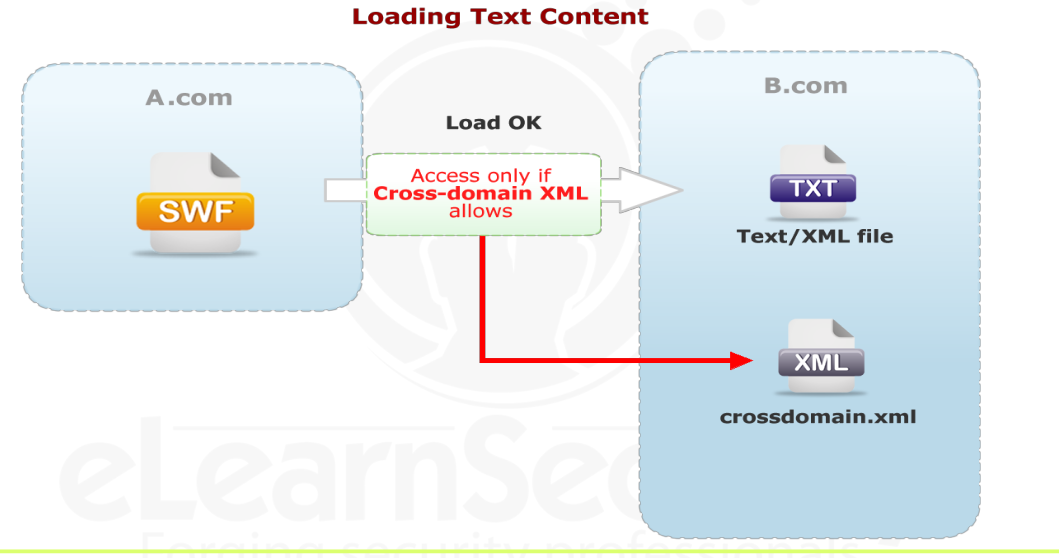 Loading Text Content
A.com
SWF
Load OK
Access only if
Cross-domain XML
allows
B.com
TXT
Text/XML file
XML
crossdomain.xml
eLearnSec
Forging security professionals